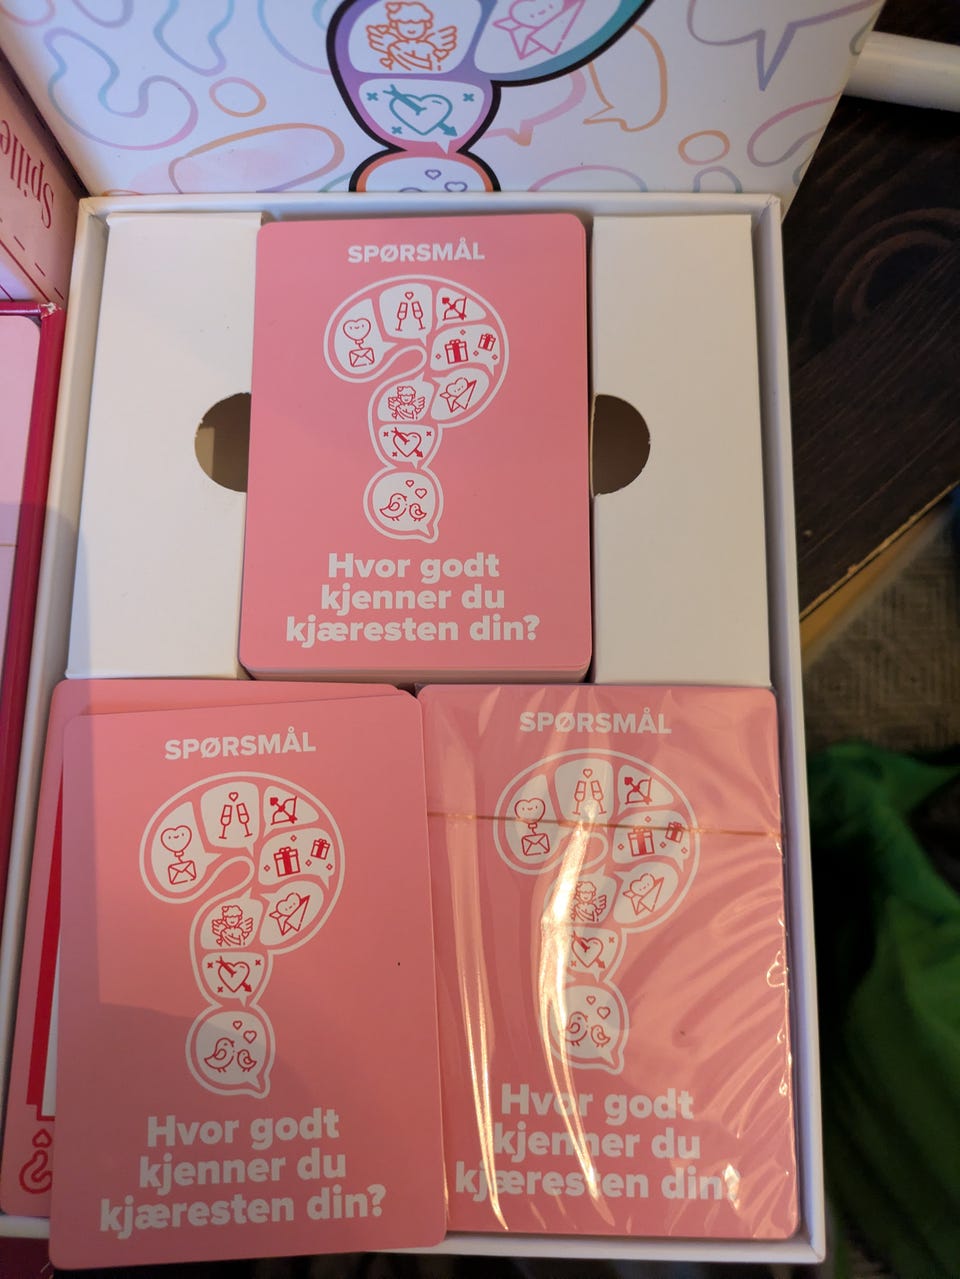 Spille
SPØRSMÅL
Hvor godt
kjenner du
kjæresten din?
SPØRSMÅL
Hvor godt
kjenner du
kjæresten din?
SPØRSMÅL
Hvor godt
kjenner du
kjæresten din?